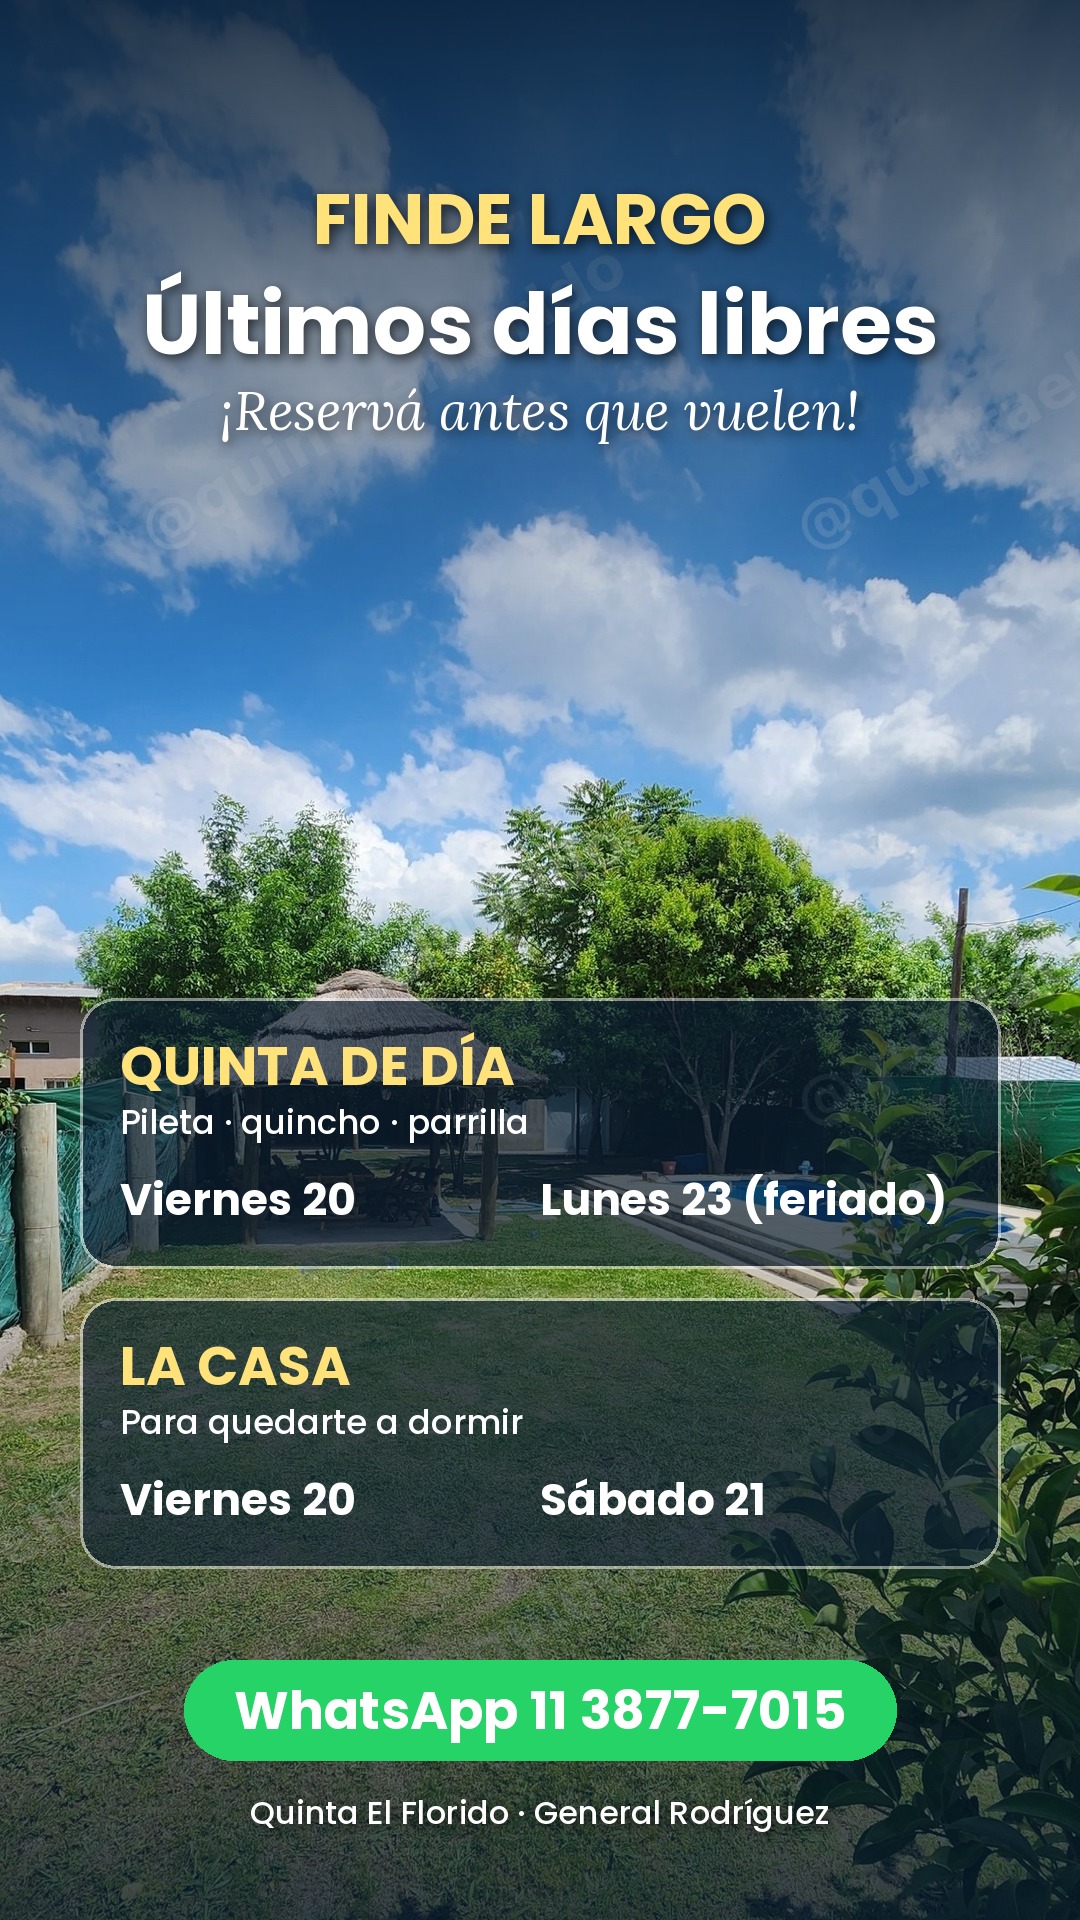 FINDE LARGO
Últimos días libres
¡Reservá antes que vuelen!
QUINTA DE DÍA
Pileta · quincho · parrilla
Viernes 20 Lunes 23 (feriado)
LA CASA
Para quedarte a dormir
Viernes 20 Sábado 21
WhatsApp 11 3877-7015
Quinta El Florido · General Rodríguez